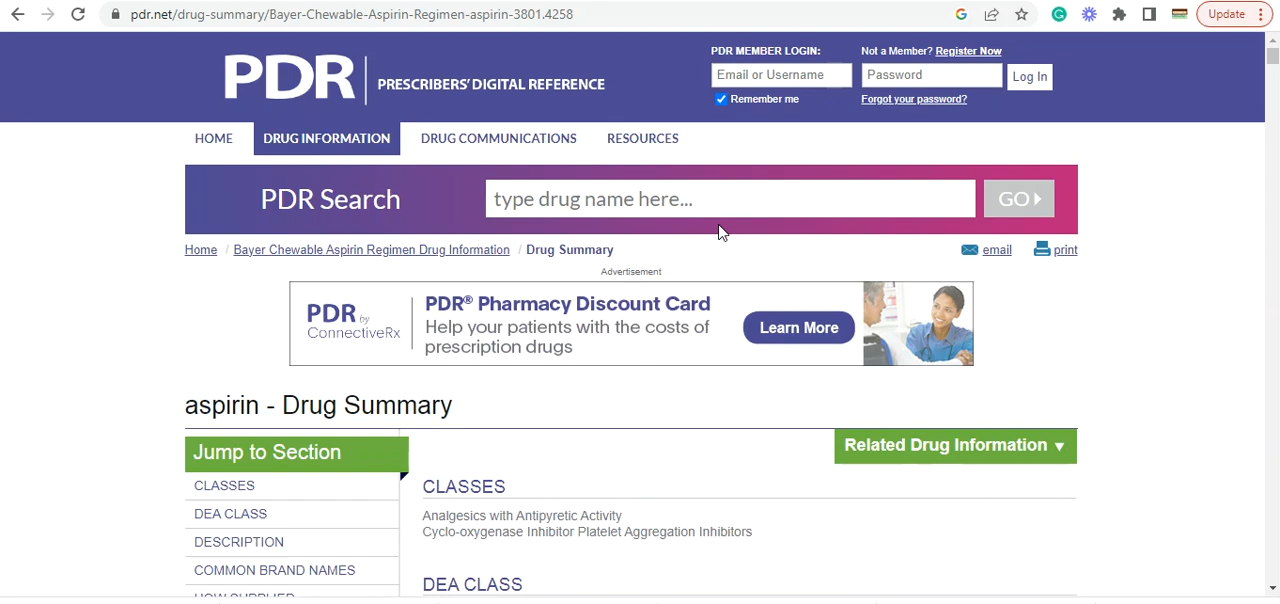 pdr.net/drug-summary/Bayer-Chewable-Aspirin-Regimen-aspirin-3801.4258
Update
PDR
PRESCRIBERS' DIGITAL REFERENCE
PDR MEMBER LOGIN:
Not a Member? Register Now
Email or Username
Password
Log In
Remember me
Forgot your password?
HOME
DRUG INFORMATION
DRUG COMMUNICATIONS
RESOURCES
PDR Search
type drug name here...
GO
Home / Bayer Chewable Aspirin Regimen Drug Information / Drug Summary
email
print
Advertisement
PDR by
ConnectiveRx
PDR® Pharmacy Discount Card
Help your patients with the costs of
prescription drugs
Learn More
aspirin - Drug Summary
Jump to Section
Related Drug Information
CLASSES
DEA CLASS
DESCRIPTION
COMMON BRAND NAMES
HOW SUPPLIED
CLASSES
Analgesics with Antipyretic Activity
Cyclo-oxygenase Inhibitor Platelet Aggregation Inhibitors
DEA CLASS